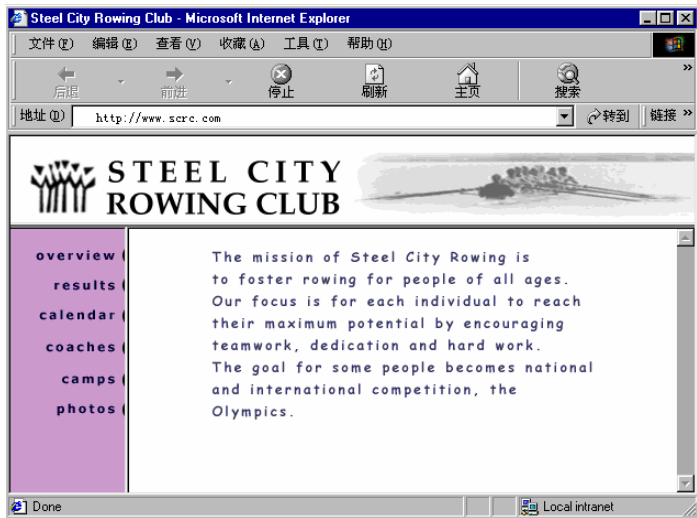 Steel City Rowing Club - Microsoft Internet Explorer
文件(F) 编辑(E) 查看(V) 收藏(A) 工具(T) 帮助(H)
后退 前进 停止 刷新 主页 搜索 »
地址(D) http://www.scrc.com 转到 链接 »
STEEL CITY
ROWING CLUB
overview
results
calendar
coaches
camps
photos
The mission of Steel City Rowing is
to foster rowing for people of all ages.
Our focus is for each individual to reach
their maximum potential by encouraging
teamwork, dedication and hard work.
The goal for some people becomes national
and international competition, the
Olympics.
Done Local intranet